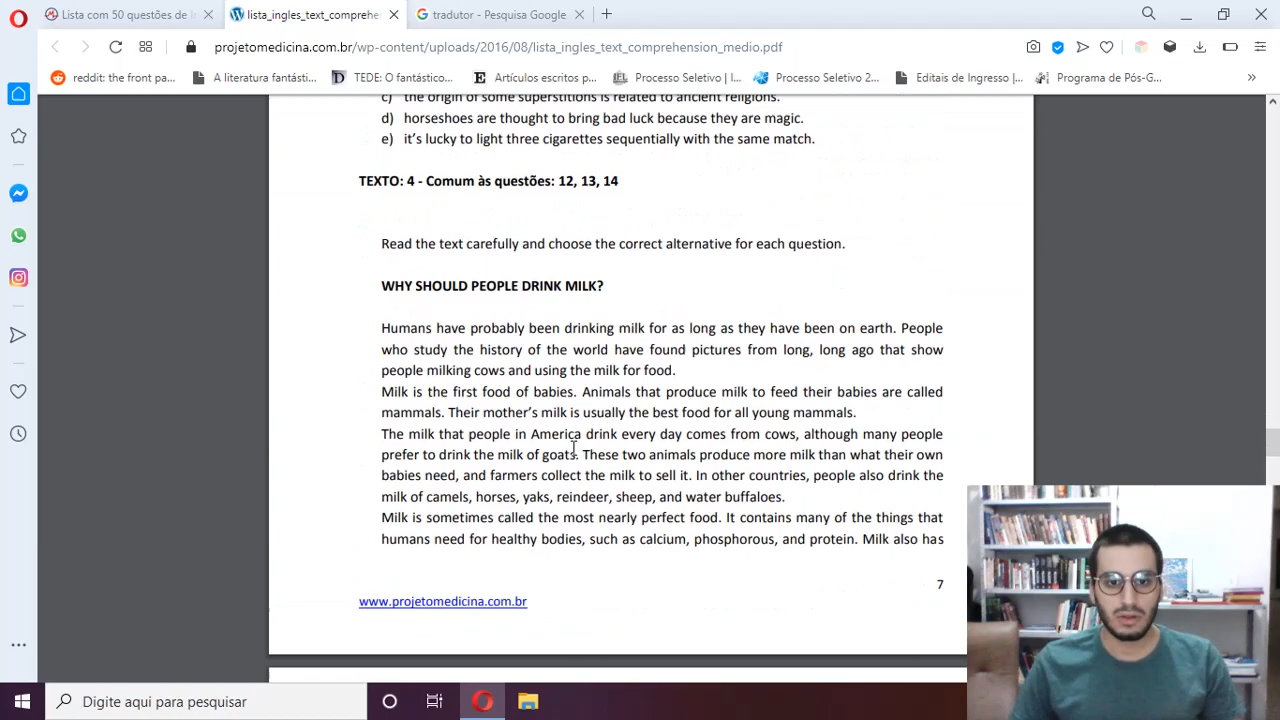 Lista com 50 questões de i
lista_ingles_text_comprehe
tradutor - Pesquisa Google
projetomedicina.com.br/wp-content/uploads/2016/08/lista_ingles_text_comprehension_medio.pdf
reddit: the front pa...
A literatura fantásti...
TEDE: O fantástico...
Artículos escritos p...
Processo Seletivo | I...
Processo Seletivo 2...
Editais de Ingresso |...
Programa de Pós-G...
c) the origin of some superstitions is related to ancient religions.
d) horseshoes are thought to bring bad luck because they are magic.
e) it's lucky to light three cigarettes sequentially with the same match.
TEXTO: 4 - Comum às questões: 12, 13, 14
Read the text carefully and choose the correct alternative for each question.
WHY SHOULD PEOPLE DRINK MILK?
Humans have probably been drinking milk for as long as they have been on earth. People
who study the history of the world have found pictures from long, long ago that show
people milking cows and using the milk for food.
Milk is the first food of babies. Animals that produce milk to feed their babies are called
mammals. Their mother's milk is usually the best food for all young mammals.
The milk that people in America drink every day comes from cows, although many people
prefer to drink the milk of goats. These two animals produce more milk than what their own
babies need, and farmers collect the milk to sell it. In other countries, people also drink the
milk of camels, horses, yaks, reindeer, sheep, and water buffaloes.
Milk is sometimes called the most nearly perfect food. It contains many of the things that
humans need for healthy bodies, such as calcium, phosphorous, and protein. Milk also has
7
www.projetomedicina.com.br
Digite aqui para pesquisar